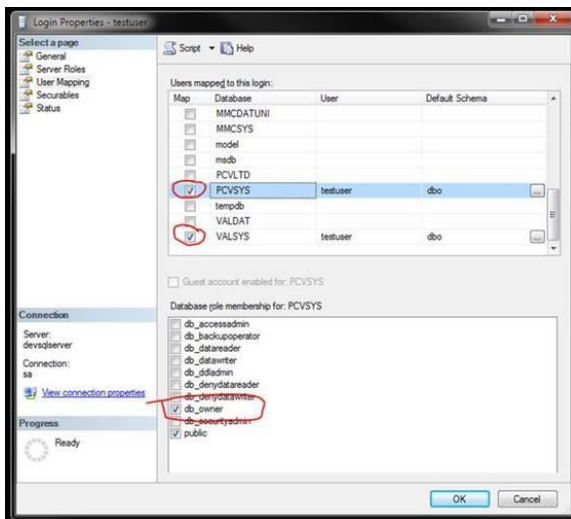 Login Properties - testuser
Select a page
General
Server Roles
User Mapping
Securables
Status
Script
Help
Users mapped to this login:
Map Database User Default Schema
MMCDATUNI
MMCSYS
model
msdb
PCVLTD
PCVSYS testuser dbo ...
tempdb
VALDAT
VALSYS testuser dbo ...
Guest account enabled for: PCVSYS
Database role membership for: PCVSYS
db_accessadmin
db_backupoperator
db_datareader
db_datawriter
db_ddladmin
db_denydatareader
db_denydatawriter
db_owner
db_securityadmin
public
Connection
Server:
devsqlserver
Connection:
sa
View connection properties
Progress
Ready
OK Cancel